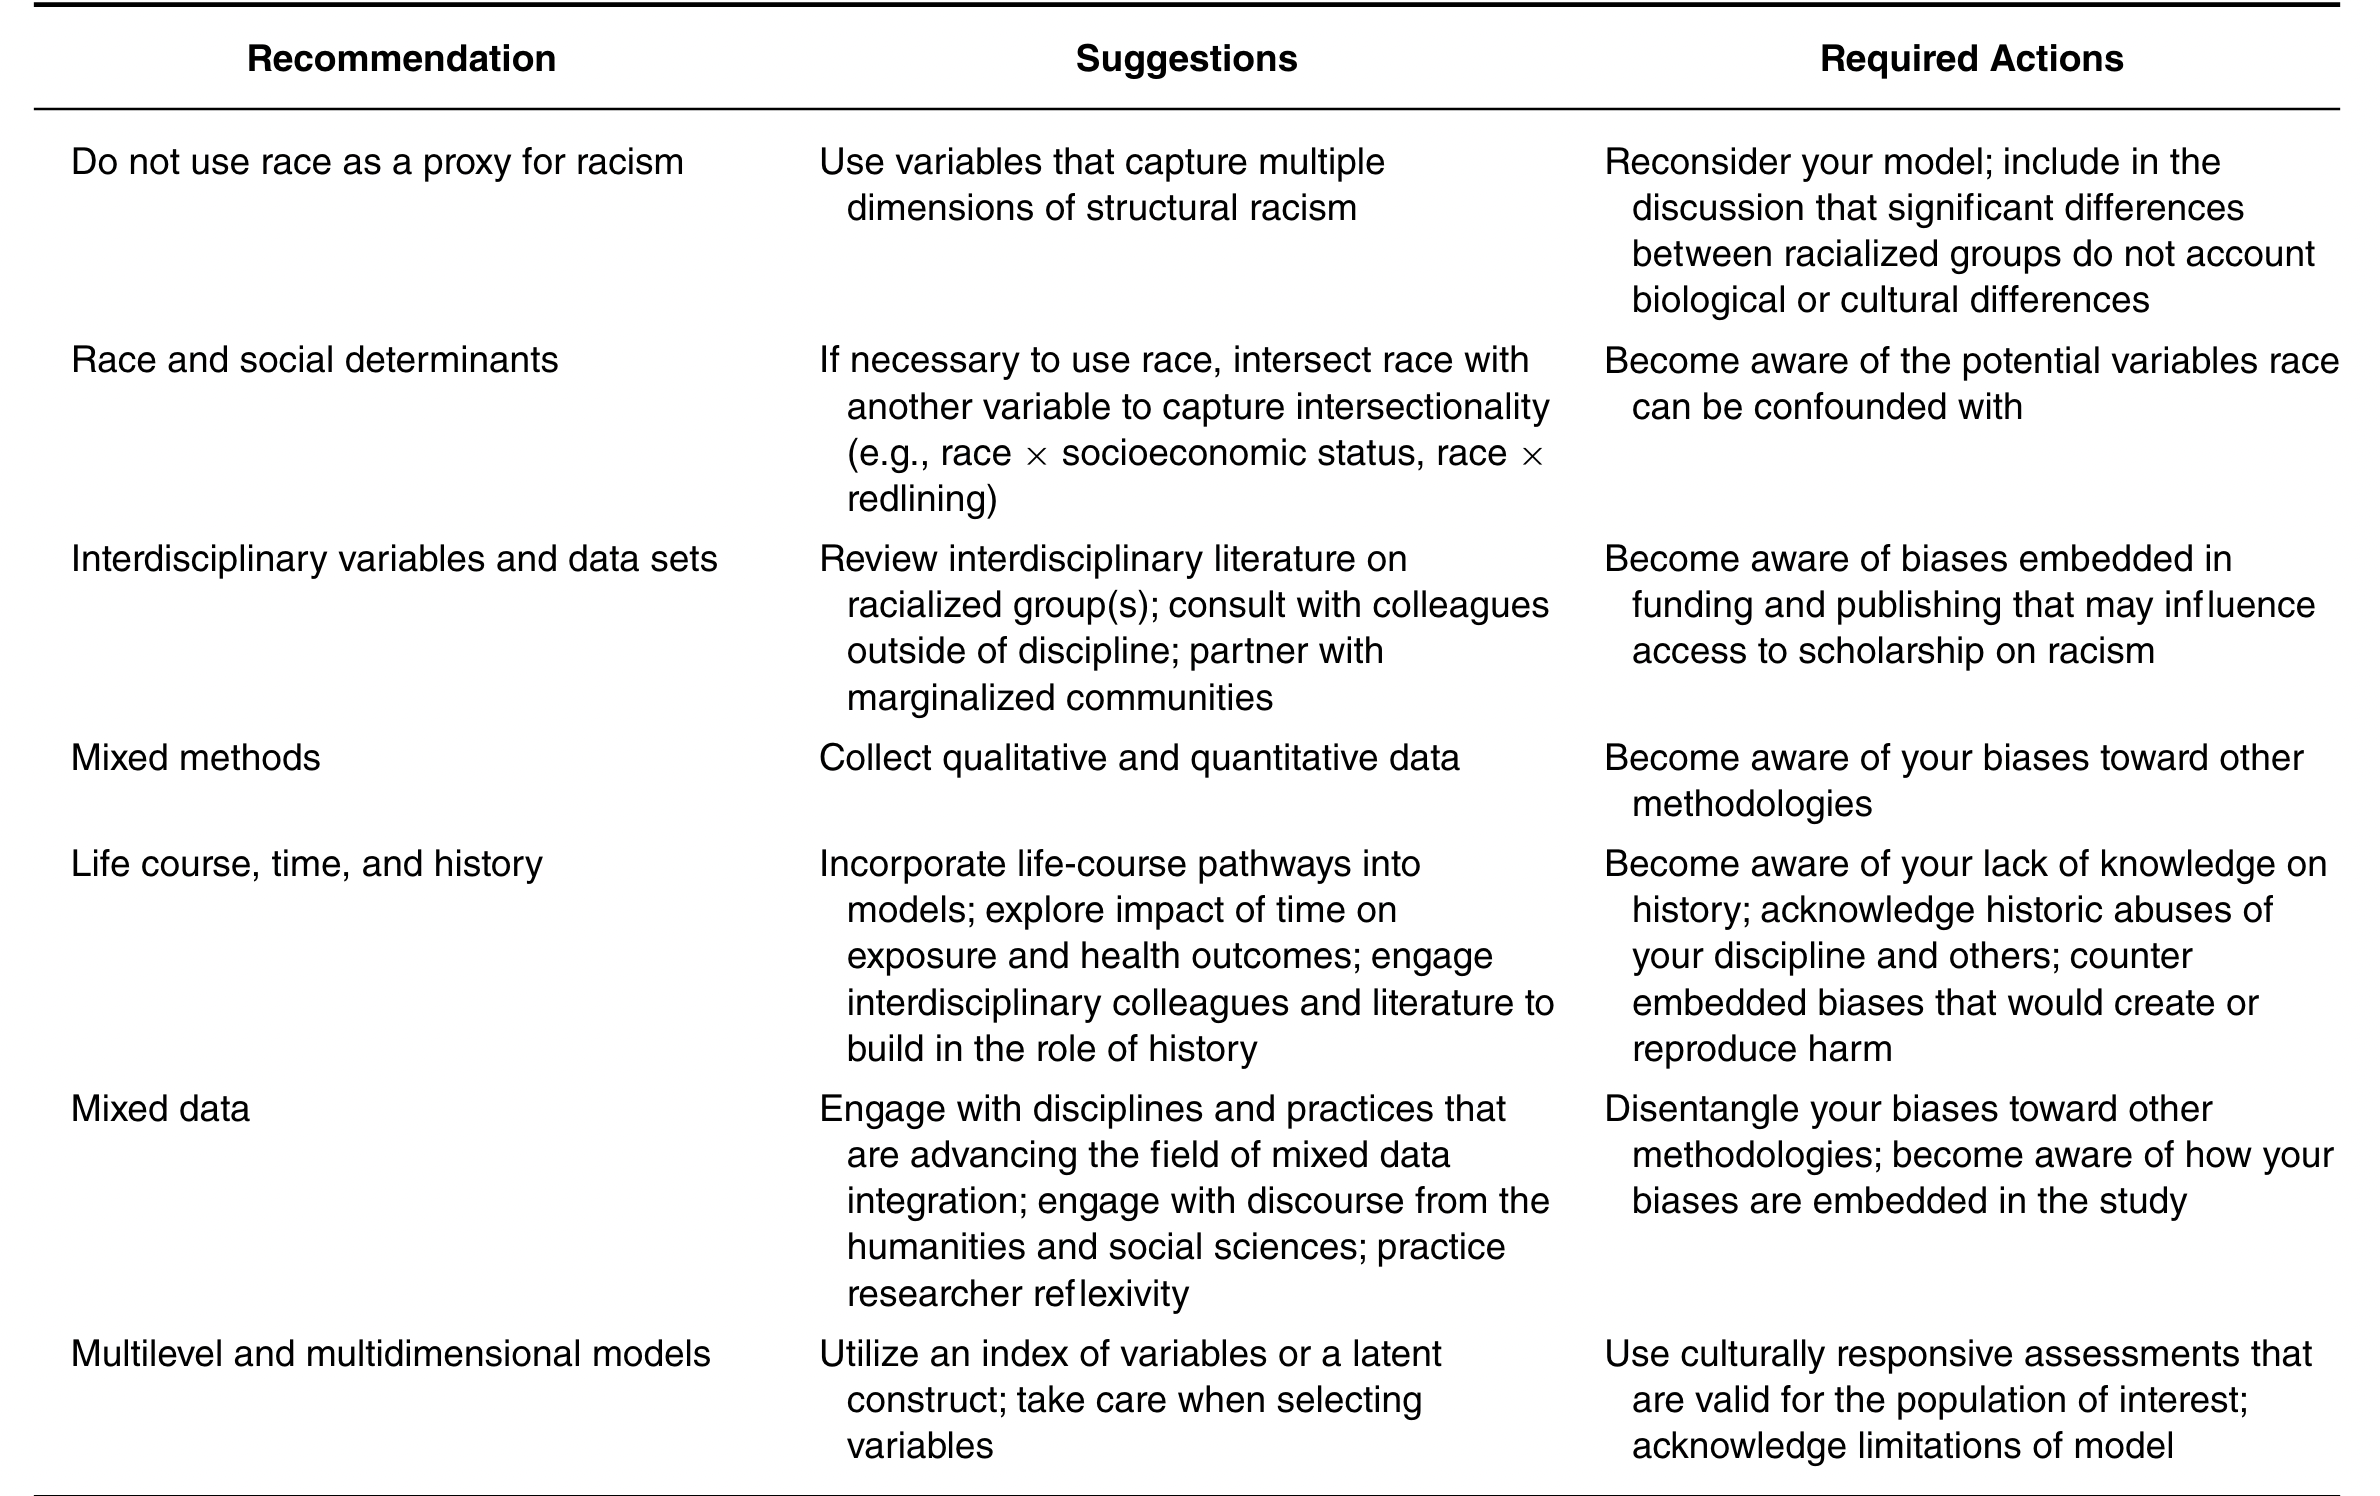 Recommendation Suggestions Required Actions
Do not use race as a proxy for racism
Use variables that capture multiple
dimensions of structural racism
Reconsider your model; include in the
discussion that significant differences
between racialized groups do not account
biological or cultural differences
Race and social determinants
If necessary to use race, intersect race with
another variable to capture intersectionality
(e.g., race × socioeconomic status, race ×
redlining)
Become aware of the potential variables race
can be confounded with
Interdisciplinary variables and data sets
Review interdisciplinary literature on
racialized group(s); consult with colleagues
outside of discipline; partner with
marginalized communities
Become aware of biases embedded in
funding and publishing that may influence
access to scholarship on racism
Mixed methods
Collect qualitative and quantitative data
Become aware of your biases toward other
methodologies
Life course, time, and history
Incorporate life-course pathways into
models; explore impact of time on
exposure and health outcomes; engage
interdisciplinary colleagues and literature to
build in the role of history
Become aware of your lack of knowledge on
history; acknowledge historic abuses of
your discipline and others; counter
embedded biases that would create or
reproduce harm
Mixed data
Engage with disciplines and practices that
are advancing the field of mixed data
integration; engage with discourse from the
humanities and social sciences; practice
researcher reflexivity
Disentangle your biases toward other
methodologies; become aware of how your
biases are embedded in the study
Multilevel and multidimensional models
Utilize an index of variables or a latent
construct; take care when selecting
variables
Use culturally responsive assessments that
are valid for the population of interest;
acknowledge limitations of model